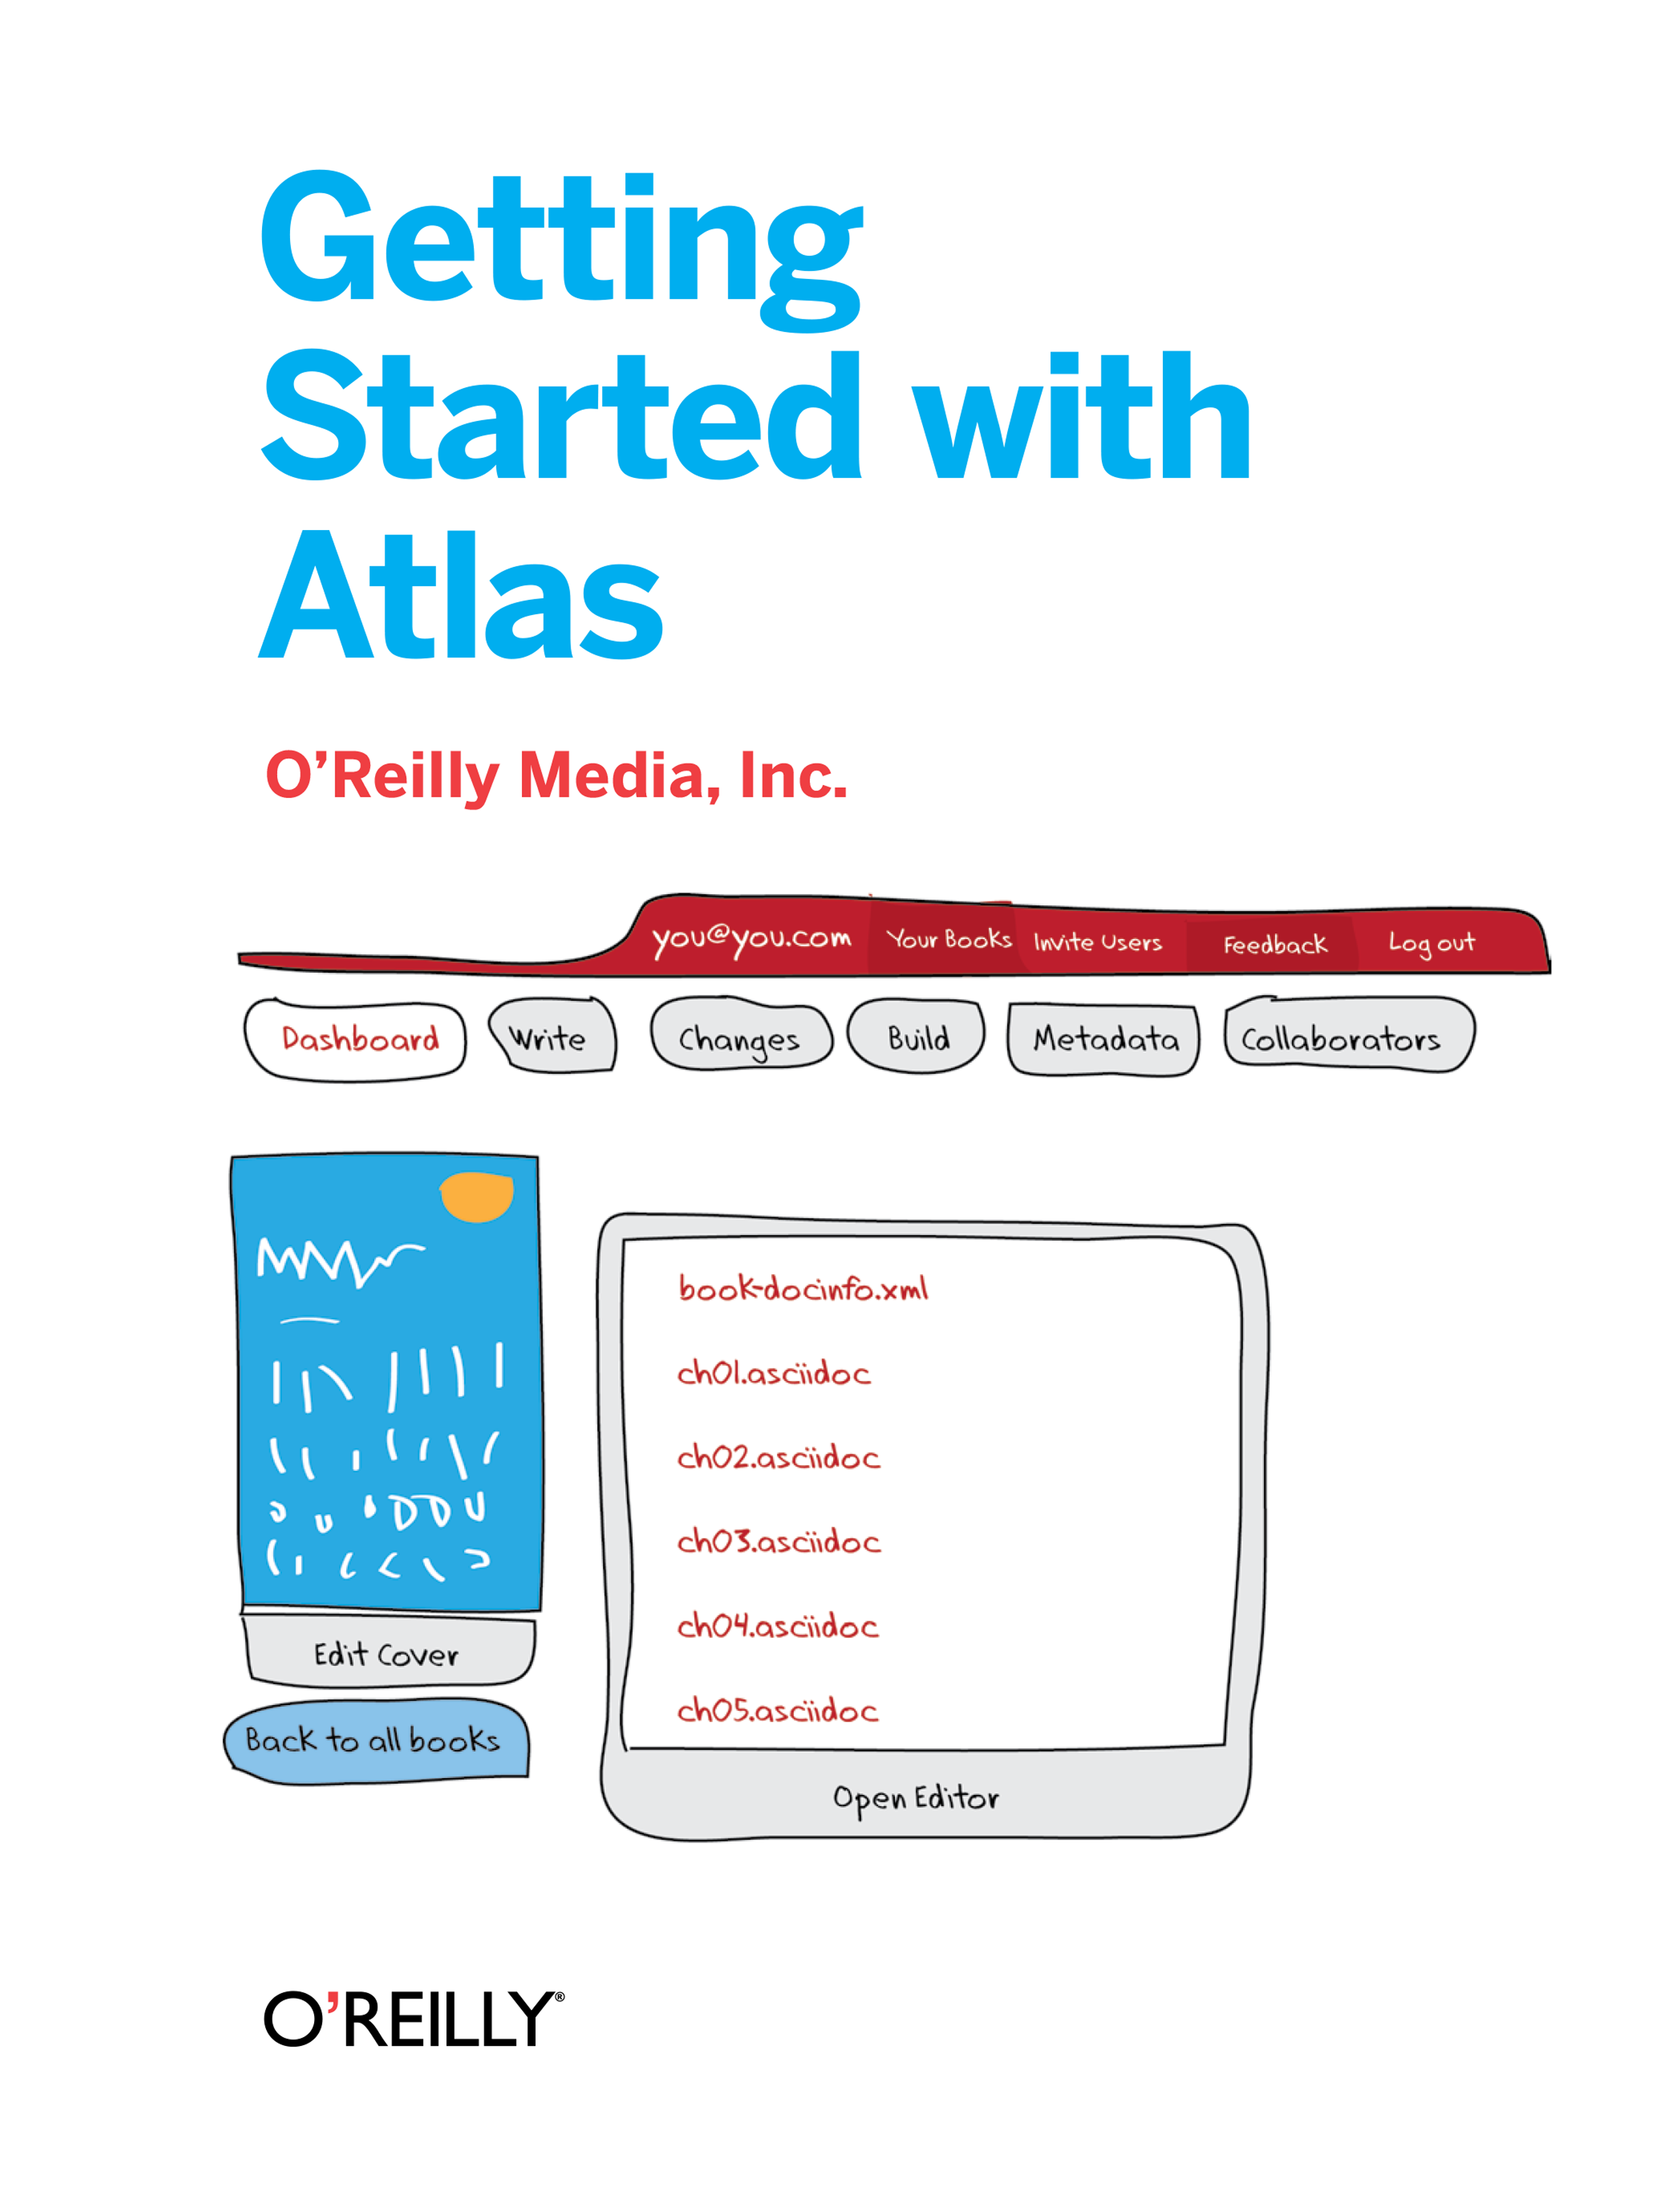 Getting
Started with
Atlas
O’Reilly Media, Inc.
you@you.com Your Books Invite Users Feedback Log out
Dashboard Write Changes Build Metadata Collaborators
book-docinfo.xml
ch01.asciidoc
ch02.asciidoc
ch03.asciidoc
ch04.asciidoc
ch05.asciidoc
Edit Cover
Back to all books
Open Editor
O’REILLY®